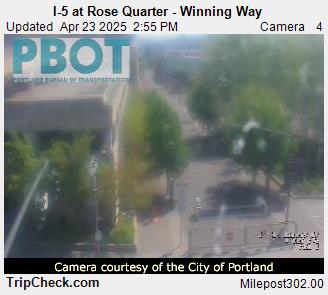 I-5 at Rose Quarter - Winning Way
Updated Apr 23 2025 2:55 PM Camera 4
PBOT
PORTLAND BUREAU OF TRANSPORTATION
Camera courtesy of the City of Portland
TripCheck.com Milepost302.00